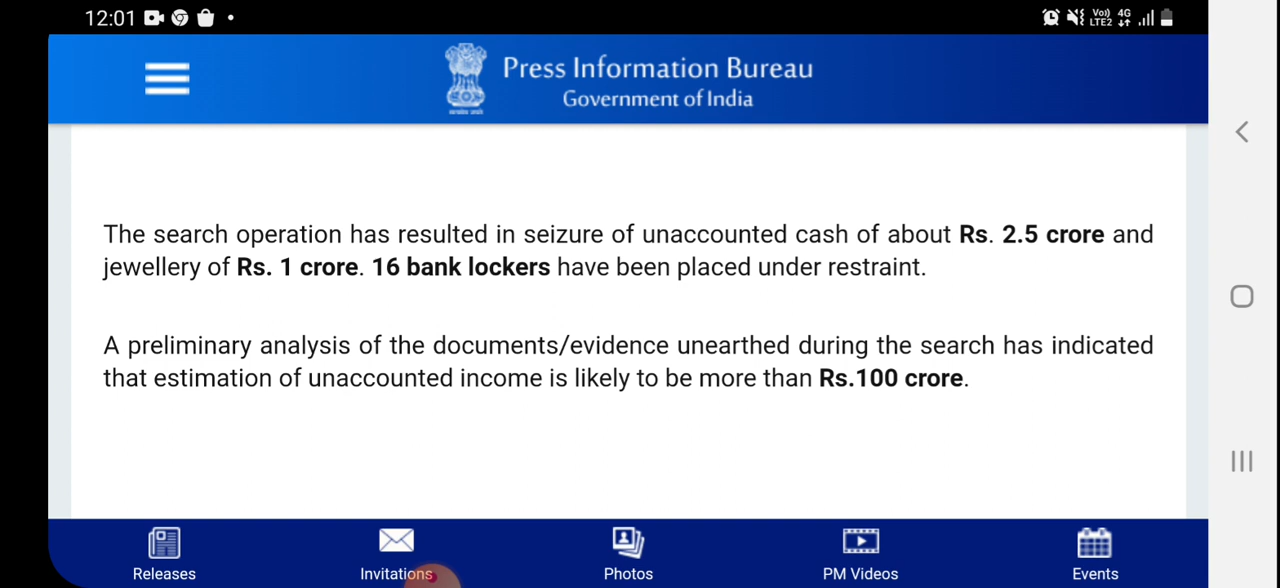 12:01
Vo) 4G
LTE2
Press Information Bureau
Government of India
The search operation has resulted in seizure of unaccounted cash of about Rs. 2.5 crore and
jewellery of Rs. 1 crore. 16 bank lockers have been placed under restraint.
A preliminary analysis of the documents/evidence unearthed during the search has indicated
that estimation of unaccounted income is likely to be more than Rs.100 crore.
Releases
Invitations
Photos
PM Videos
Events